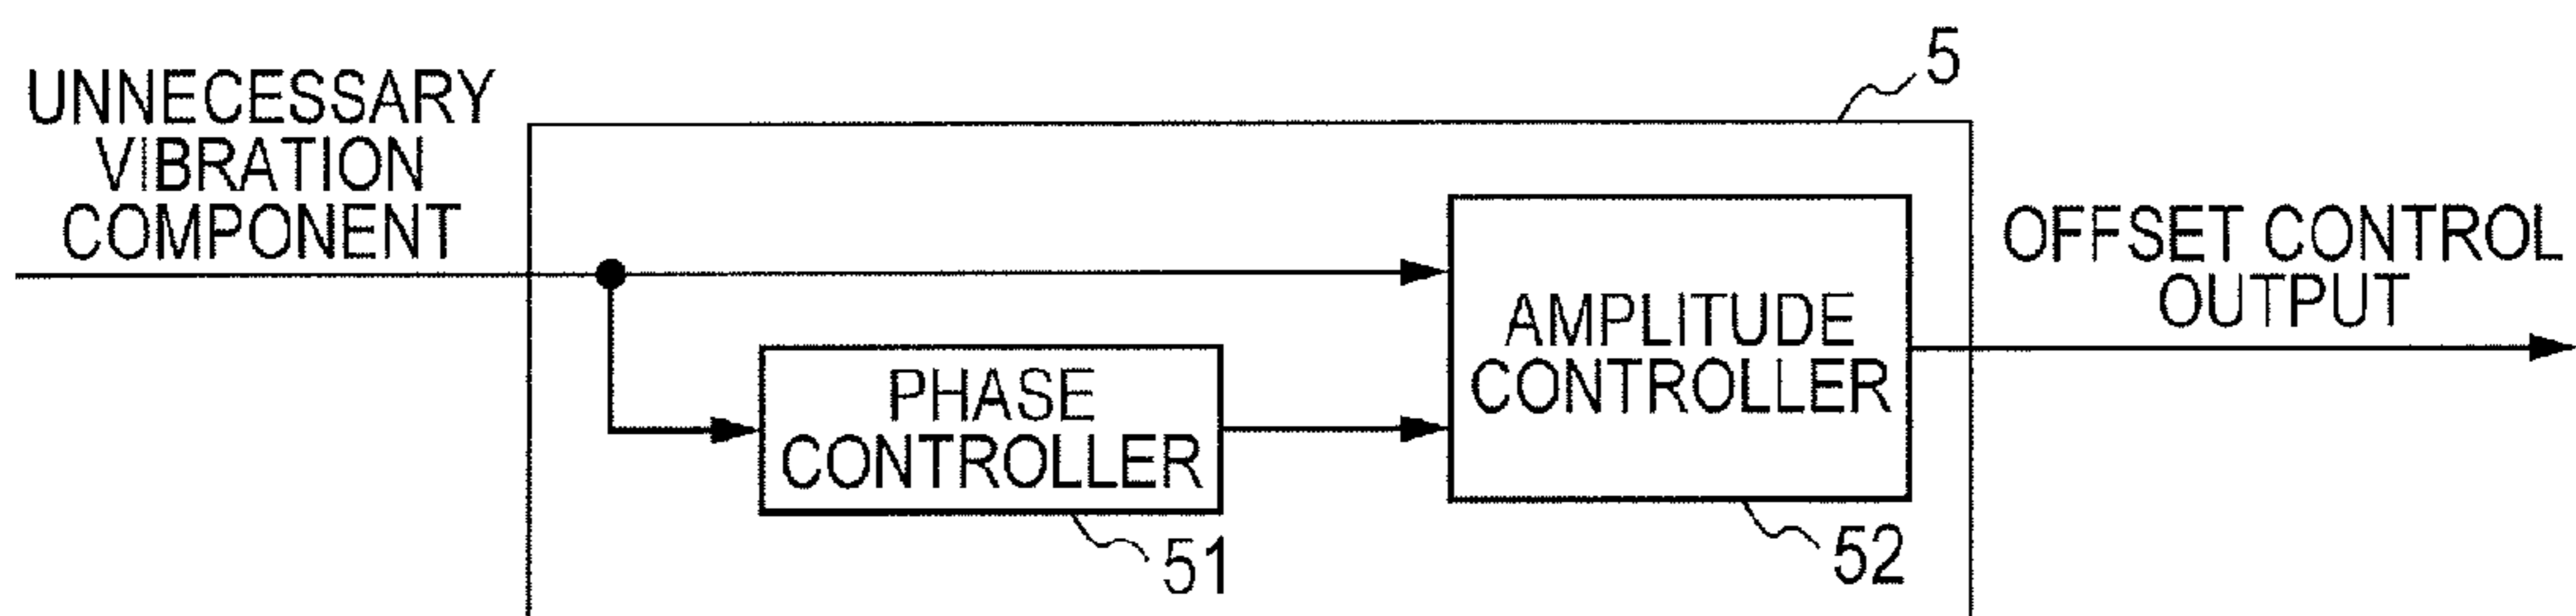 5
UNNECESSARY
VIBRATION
COMPONENT
OFFSET CONTROL
OUTPUT
AMPLITUDE
CONTROLLER
PHASE
CONTROLLER
51
52